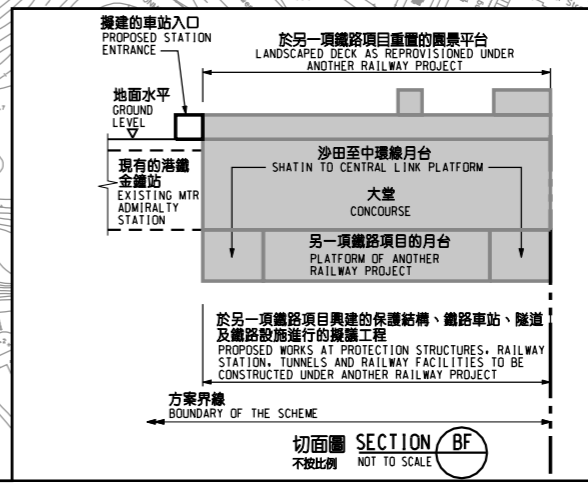 擬建的車站入口
PROPOSED STATION
ENTRANCE
於另一項鐵路項目重置的園景平台
LANDSCAPED DECK AS REPROVISIONED UNDER
ANOTHER RAILWAY PROJECT
地面水平
GROUND
LEVEL
現有的港鐵
金鐘站
EXISTING MTR
ADMIRALTY
STATION
沙田至中環線月台
SHATIN TO CENTRAL LINK PLATFORM
大堂
CONCOURSE
另一項鐵路項目的月台
PLATFORM OF ANOTHER
RAILWAY PROJECT
於另一項鐵路項目興建的保護結構、鐵路車站、隧道
及鐵路設施進行的擬議工程
PROPOSED WORKS AT PROTECTION STRUCTURES, RAILWAY
STATION, TUNNELS AND RAILWAY FACILITIES TO BE
CONSTRUCTED UNDER ANOTHER RAILWAY PROJECT
方案界線
BOUNDARY OF THE SCHEME
切面圖 SECTION BF
不按比例 NOT TO SCALE